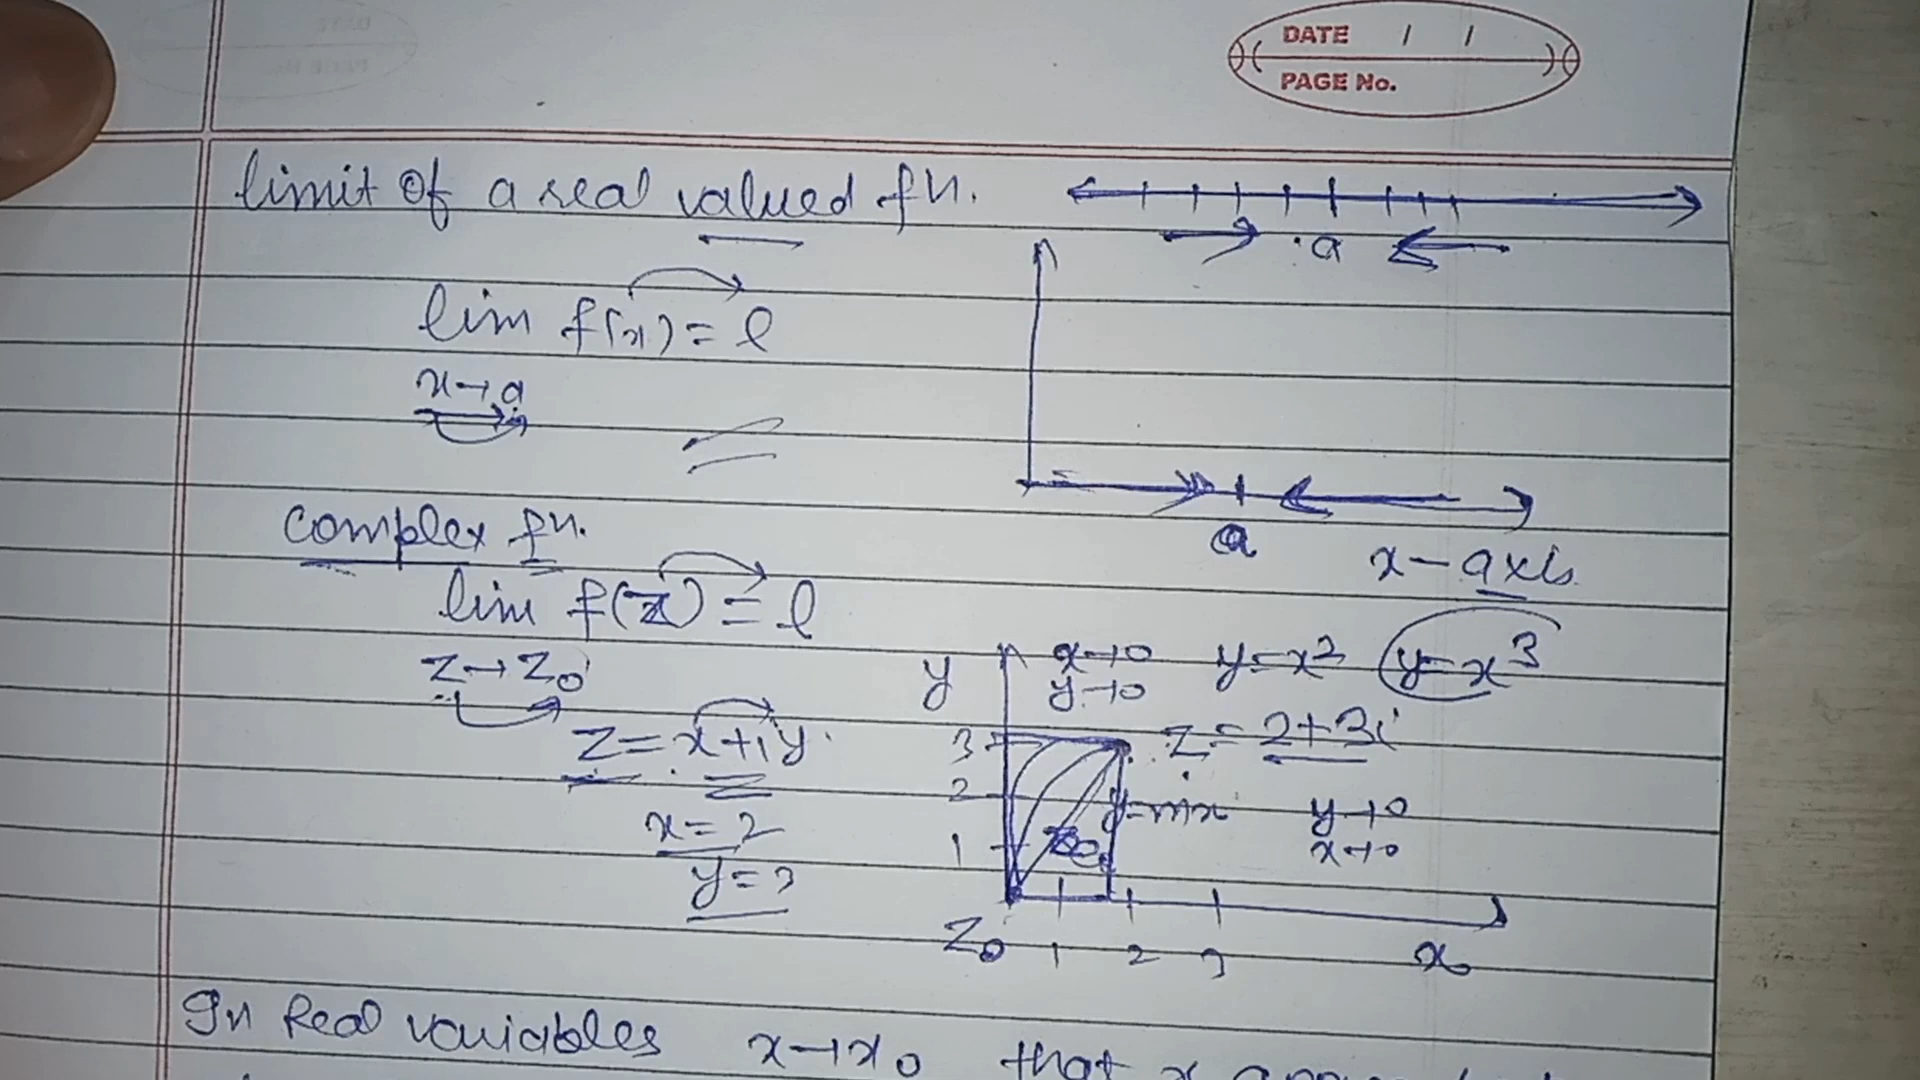 DATE / /
PAGE No.
limit of a real valued fn.
a
lim f(x) = l
x→a
a
x-axis
complex fn.
lim f(z) = l
z→z₀
y x→0 y=x² y=x³
y→0
z=x+iy
3 z=2+3i
2 y=mx y→0
x=2
1 x→0
y=3
z₀ 1 2 3 x
In Real variables x→x₀ that x